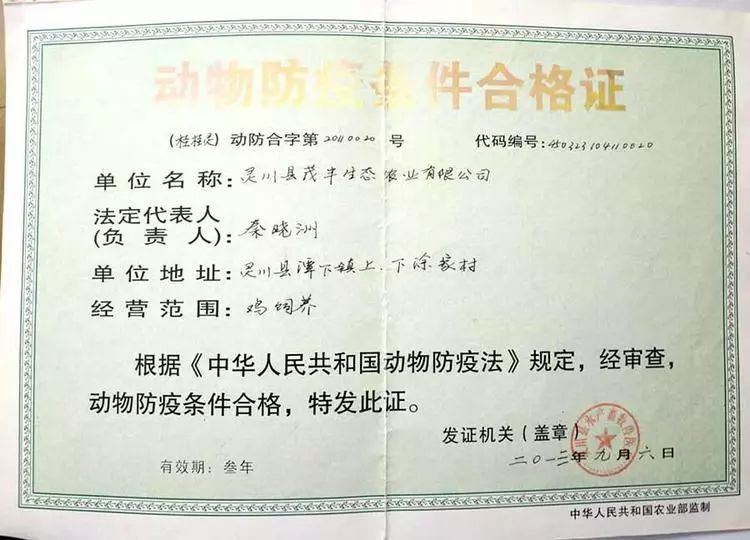 动物防疫条件合格证
(桂桂灵) 动防合字第 20110020 号 代码编号: 450323104110020
单位名称: 灵川县茂丰生态农业有限公司
法定代表人
(负责人): 秦晓洲
单位地址: 灵川县潭下镇上、下涂家村
经营范围: 鸡饲养
根据《中华人民共和国动物防疫法》规定，经审查，
动物防疫条件合格，特发此证。
发证机关（盖章）
有效期：叁年
二〇一二年九月六日
中华人民共和国农业部监制